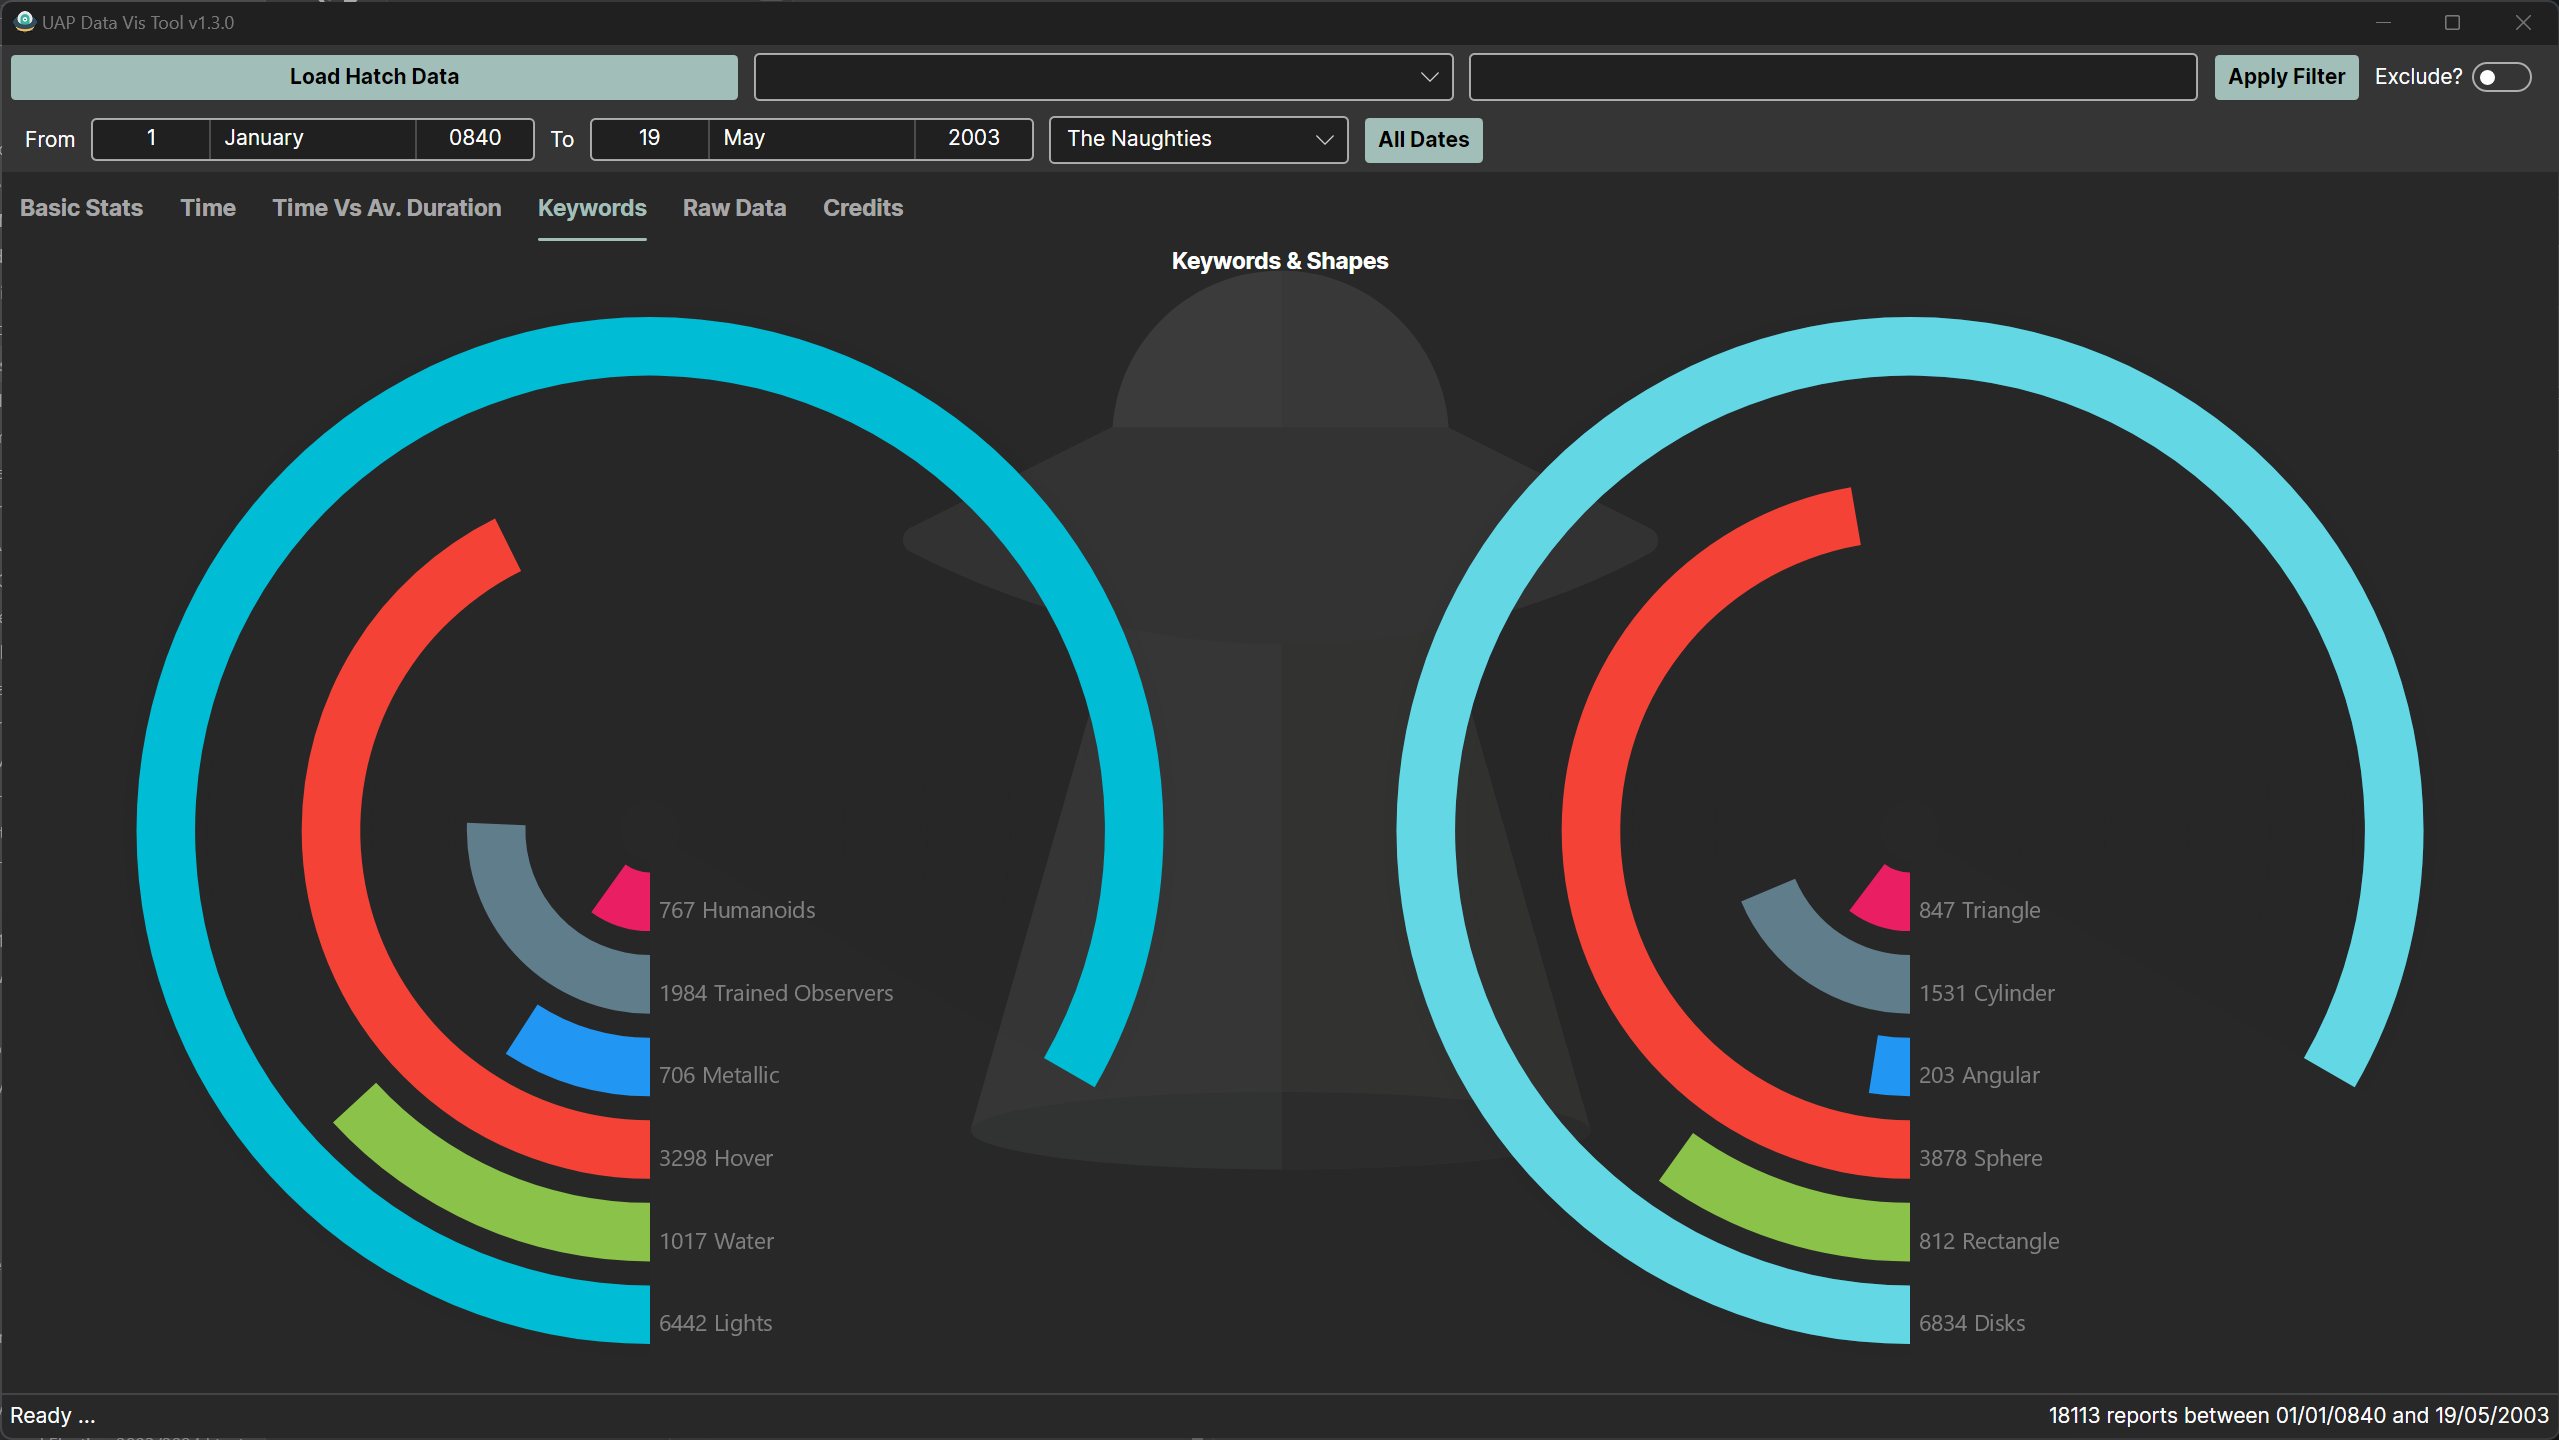 UAP Data Vis Tool v1.3.0
Load Hatch Data
Apply Filter
Exclude?
From
1 January 0840
To
19 May 2003
The Naughties
All Dates
Basic Stats
Time
Time Vs Av. Duration
Keywords
Raw Data
Credits
Keywords & Shapes
767 Humanoids
1984 Trained Observers
706 Metallic
3298 Hover
1017 Water
6442 Lights
847 Triangle
1531 Cylinder
203 Angular
3878 Sphere
812 Rectangle
6834 Disks
Ready ...
18113 reports between 01/01/0840 and 19/05/2003